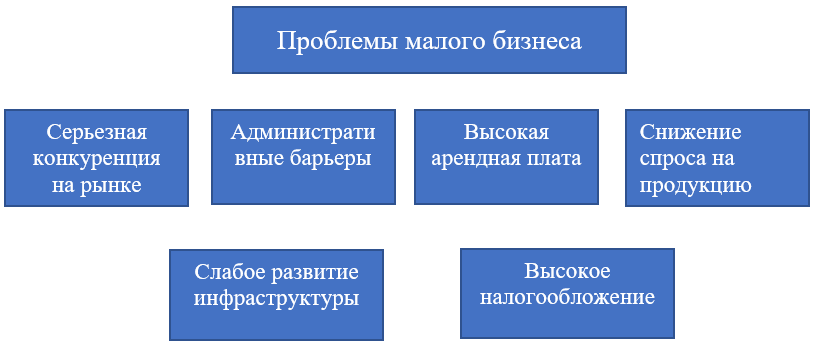 Проблемы малого бизнеса
Серьезная
конкуренция
на рынке
Администрати
вные барьеры
Высокая
арендная плата
Снижение
спроса на
продукцию
Слабое развитие
инфраструктуры
Высокое
налогообложение